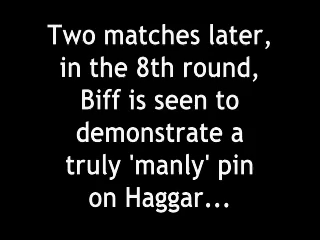 Two matches later,
in the 8th round,
Biff is seen to
demonstrate a
truly 'manly' pin
on Haggar...